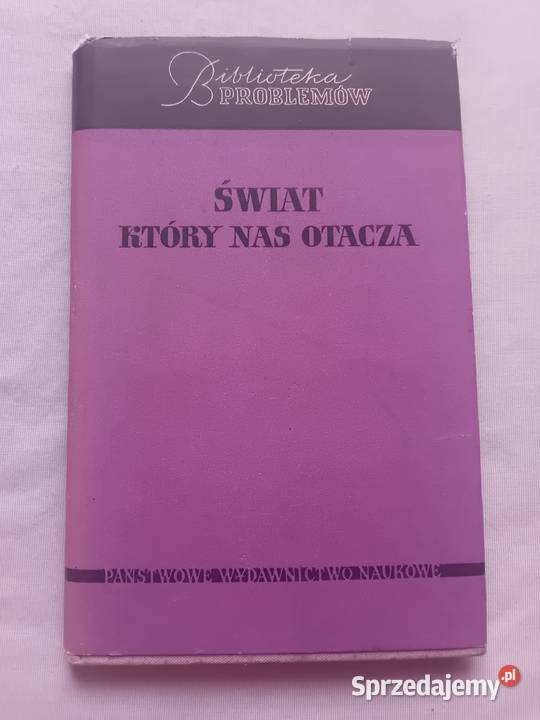 Biblioteka
PROBLEMÓW
ŚWIAT
KTÓRY NAS OTACZA
PAŃSTWOWE WYDAWNICTWO NAUKOWE
Sprzedajemy.pl